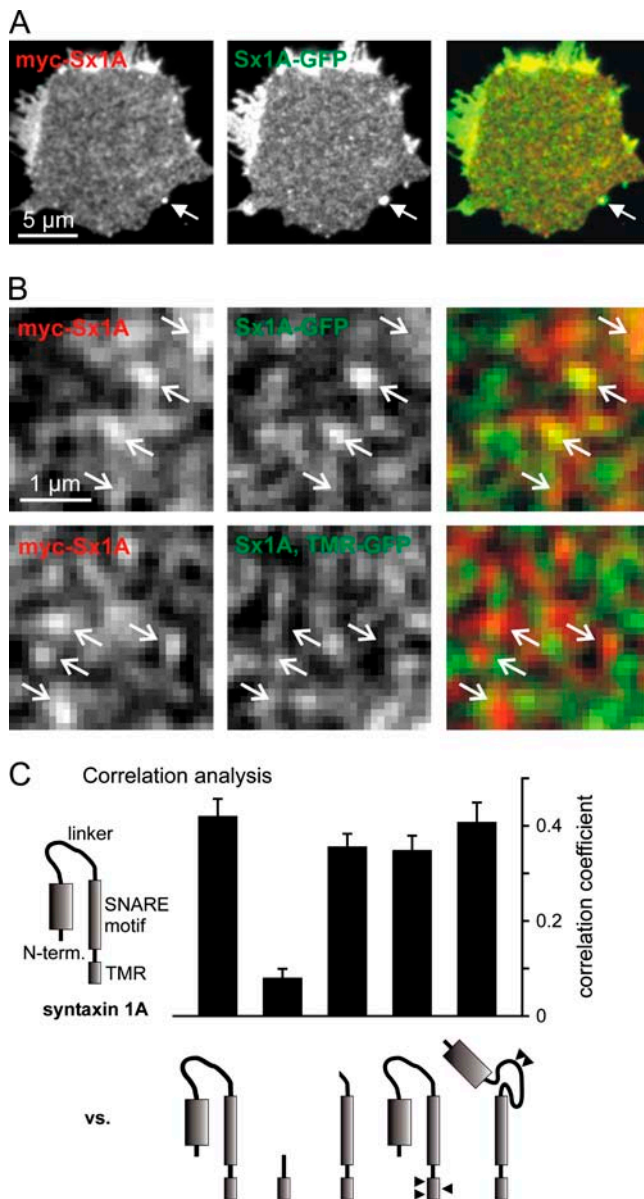 A
myc-Sx1A
Sx1A-GFP
5 µm
B
myc-Sx1A
Sx1A-GFP
1 µm
myc-Sx1A
Sx1A, TMR-GFP
C
Correlation analysis
linker
SNARE
motif
N-term.
TMR
syntaxin 1A
0.4
0.2
0
correlation coefficient
vs.